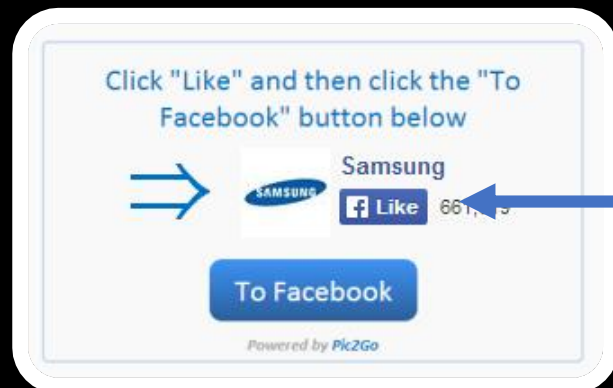 Click "Like" and then click the "To
Facebook" button below
Samsung
SAMSUNG
Like
To Facebook
Powered by Pic2Go